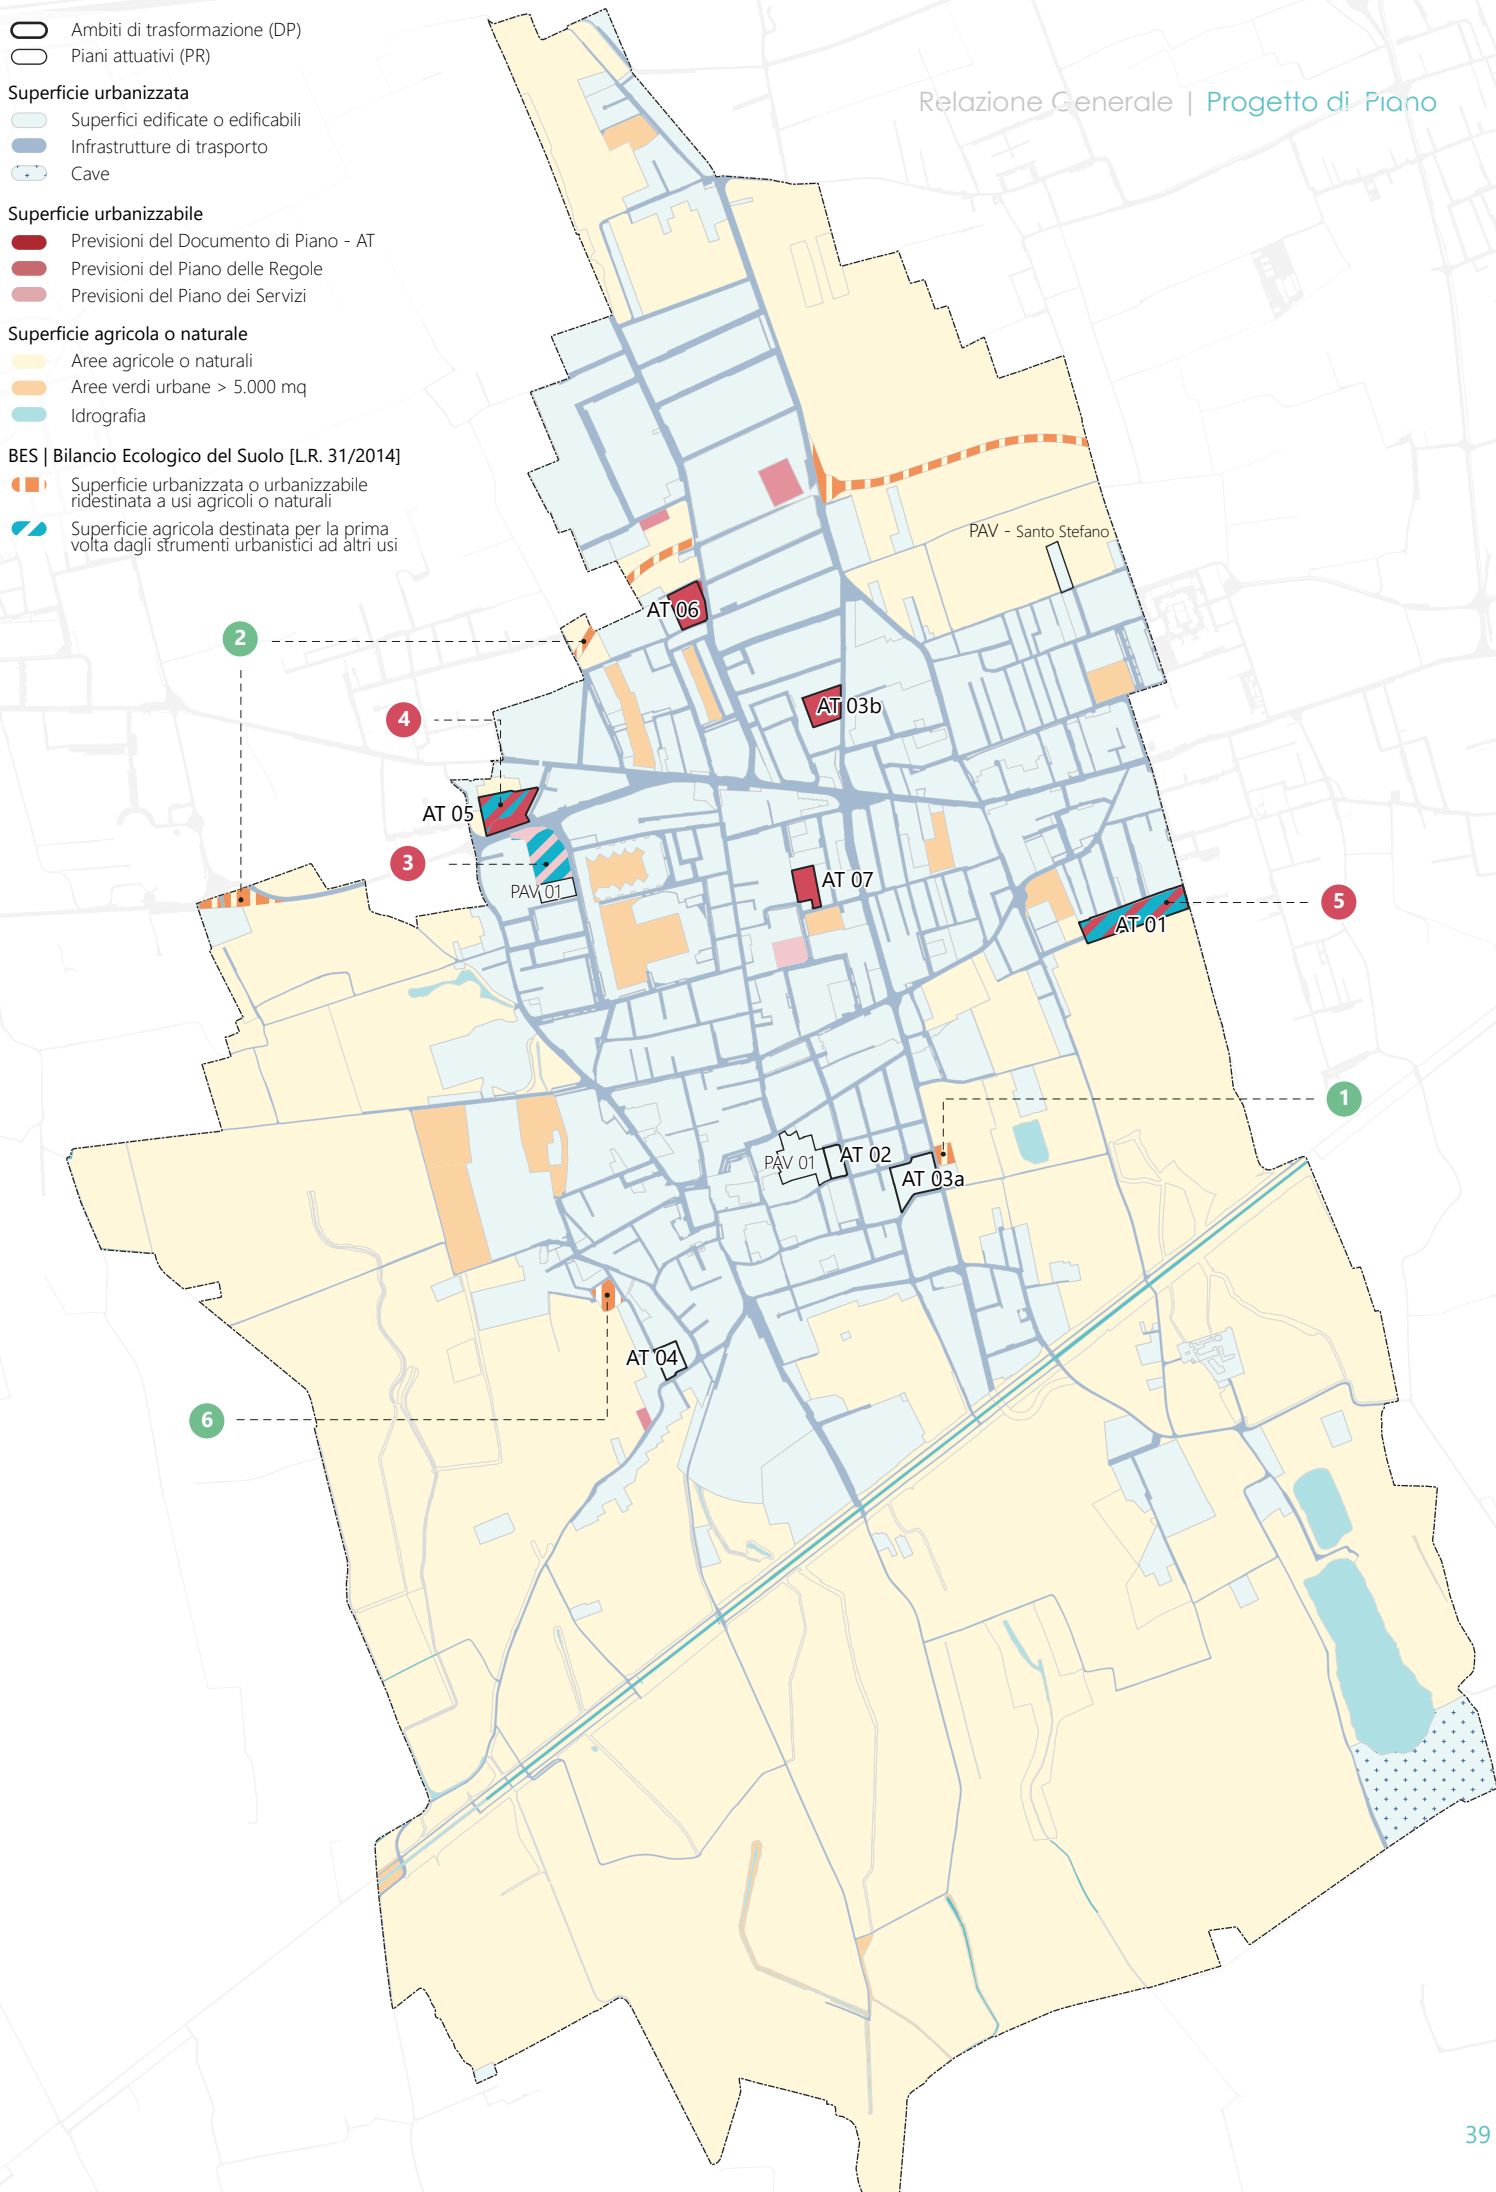 Ambiti di trasformazione (DP)
Piani attuativi (PR)
Superficie urbanizzata
Superfici edificate o edificabili
Infrastrutture di trasporto
Cave
Superficie urbanizzabile
Previsioni del Documento di Piano - AT
Previsioni del Piano delle Regole
Previsioni del Piano dei Servizi
Superficie agricola o naturale
Aree agricole o naturali
Aree verdi urbane > 5.000 mq
Idrografia
BES | Bilancio Ecologico del Suolo [L.R. 31/2014]
Superficie urbanizzata o urbanizzabile
ridestinata a usi agricoli o naturali
Superficie agricola destinata per la prima
volta dagli strumenti urbanistici ad altri usi
Relazione Generale | Progetto di Piano
PAV - Santo Stefano
AT 06
2
4
AT 03b
AT 05
3
PAV 01
AT 07
5
AT 01
1
PAV 01
AT 02
AT 03a
AT 04
6
39